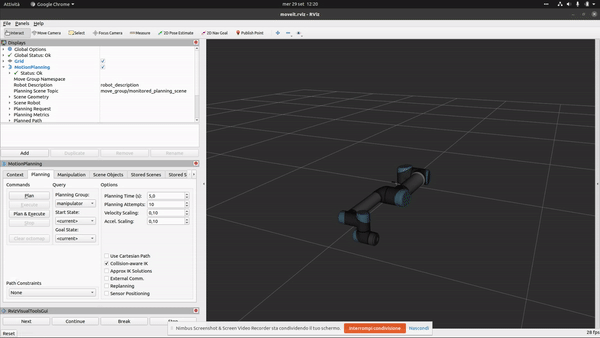 Attività
Google Chrome
mer 29 set 12:20
moveit.rviz* - RViz
File Panels Help
Interact Move Camera Select Focus Camera Measure 2D Pose Estimate 2D Nav Goal Publish Point
Displays
Global Options
Global Status: Ok
Grid
MotionPlanning
Status: Ok
Move Group Namespace
Robot Description robot_description
Planning Scene Topic move_group/monitored_planning_scene
Scene Geometry
Scene Robot
Planning Request
Planning Metrics
Planned Path
Add Duplicate Remove Rename
MotionPlanning
Context Planning Manipulation Scene Objects Stored Scenes Stored S
Commands Query Options
Plan
Execute
Plan & Execute
Stop
Clear octomap
Planning Group:
manipulator
Start State:
<current>
Goal State:
<current>
Planning Time (s): 5,0
Planning Attempts: 10
Velocity Scaling: 0,10
Accel. Scaling: 0,10
Use Cartesian Path
Collision-aware IK
Approx IK Solutions
External Comm.
Replanning
Sensor Positioning
Path Constraints
None
RvizVisualToolsGui
Next Continue Break Stop
Nimbus Screenshot & Screen Video Recorder sta condividendo il tuo schermo. Interrompi condivisione Nascondi
Reset
28 fps